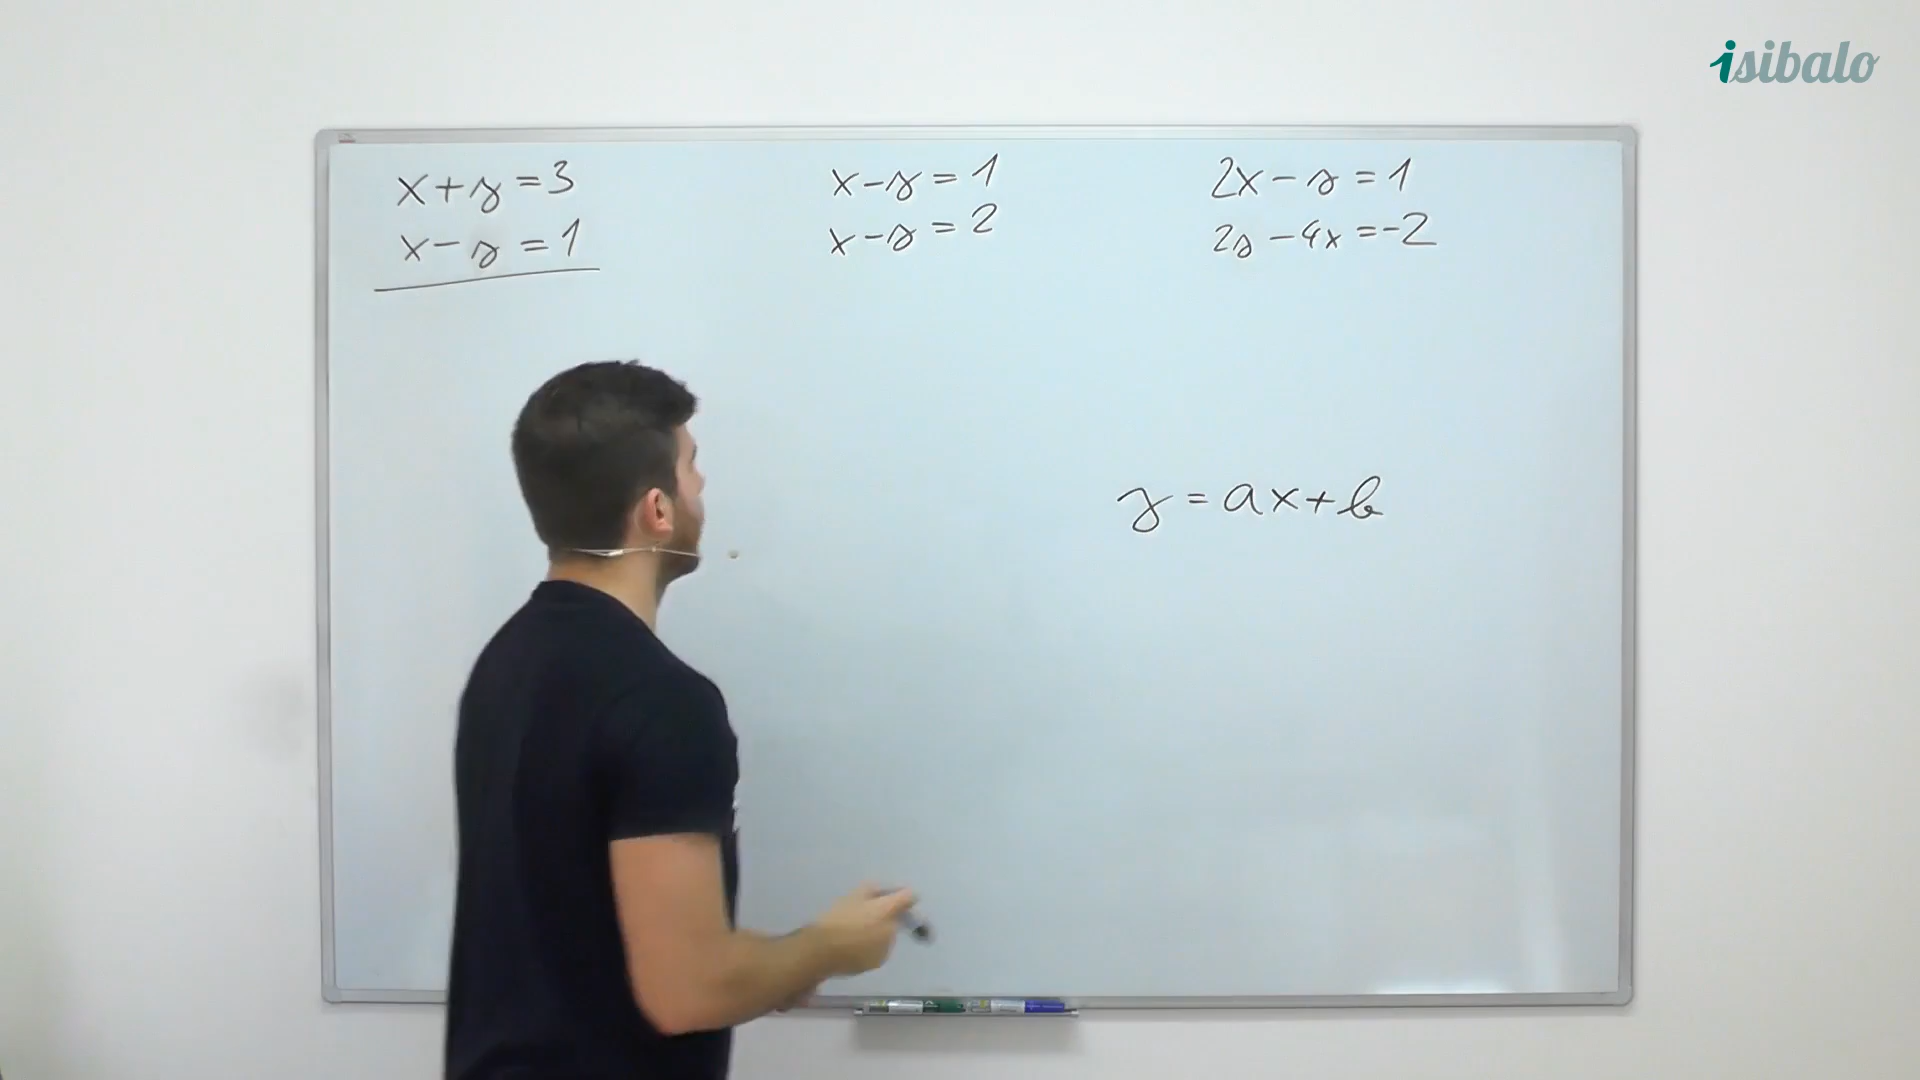 isibalo
x+y=3
x-y=1
x-y=1
x-y=2
2x-y=1
2y-4x=-2
y=ax+b